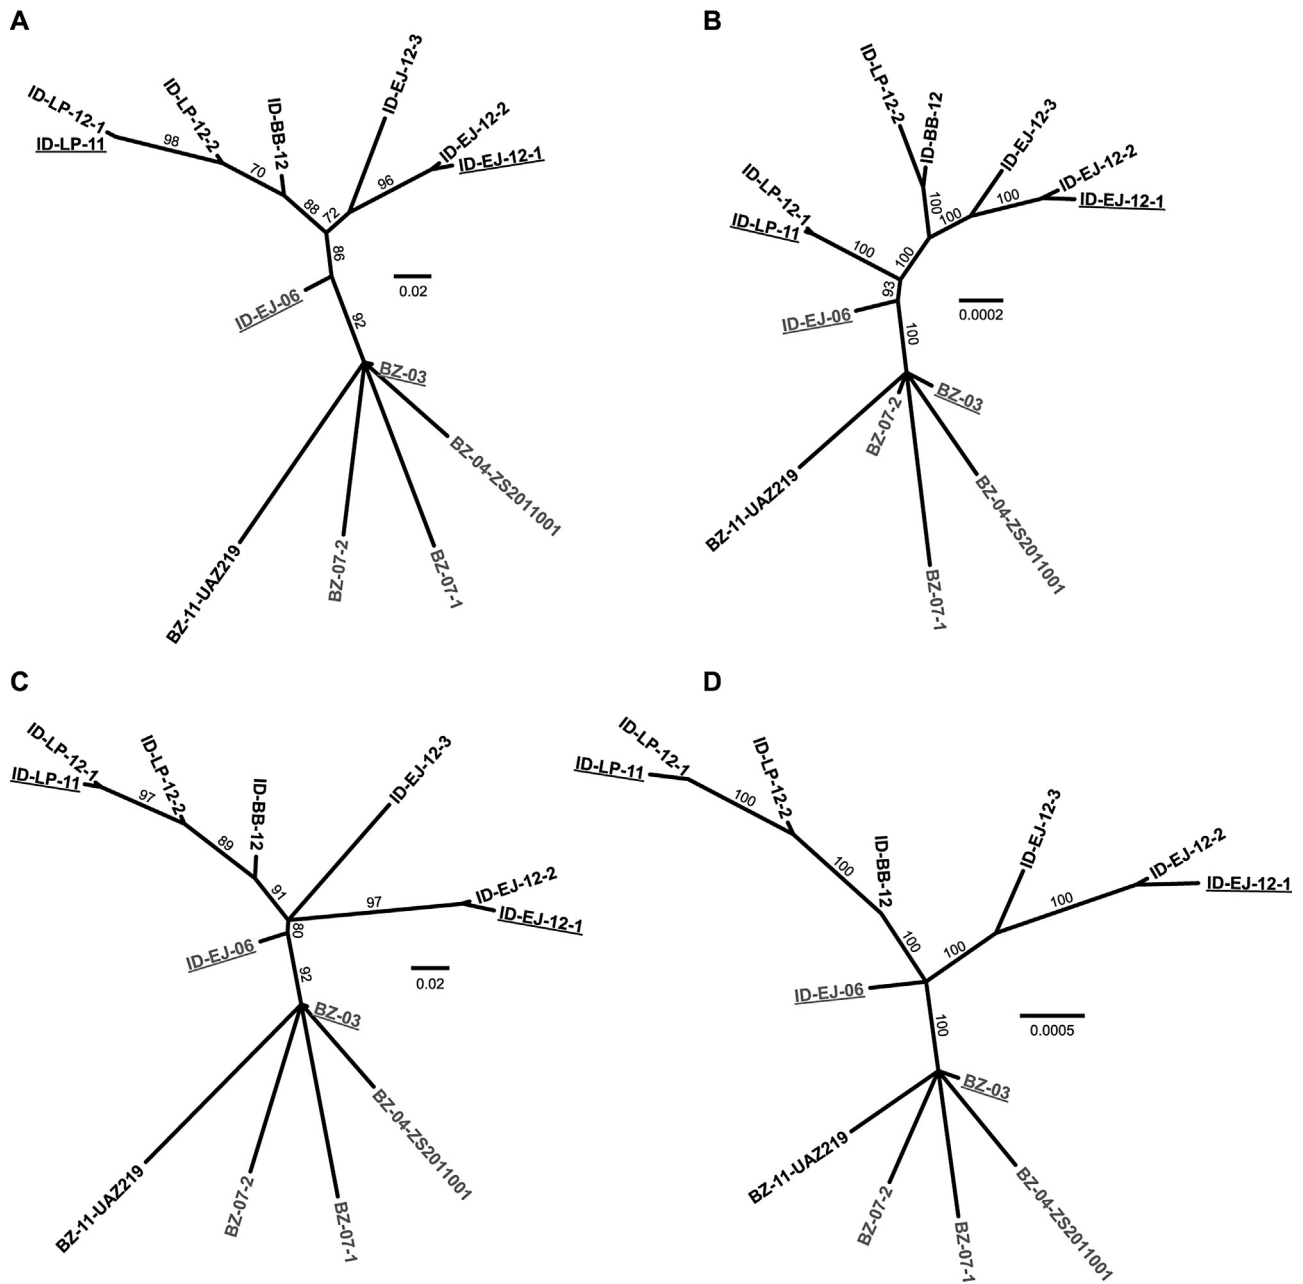 A
ID-LP-12-1
ID-LP-11
98
ID-LP-12-2
70
ID-BB-12
88
72
ID-EJ-12-3
96
ID-EJ-12-2
ID-EJ-12-1
86
ID-EJ-06
0.02
92
BZ-03
BZ-04-ZS2011001
BZ-11-UAZ219
BZ-07-2
BZ-07-1
B
ID-LP-12-2
ID-BB-12
ID-EJ-12-3
ID-LP-12-1
ID-LP-11
100
100
100
100
ID-EJ-12-2
ID-EJ-12-1
100
93
ID-EJ-06
0.0002
100
BZ-03
BZ-07-2
BZ-11-UAZ219
BZ-04-ZS2011001
BZ-07-1
C
ID-LP-12-1
ID-LP-11
97
ID-LP-12-2
89
ID-BB-12
91
ID-EJ-12-3
97
ID-EJ-12-2
ID-EJ-12-1
80
ID-EJ-06
92
0.02
BZ-03
BZ-04-ZS2011001
BZ-11-UAZ219
BZ-07-2
BZ-07-1
D
ID-LP-12-1
ID-LP-11
100
ID-LP-12-2
100
ID-BB-12
100
ID-EJ-12-3
100
100
ID-EJ-12-2
ID-EJ-12-1
ID-EJ-06
100
0.0005
BZ-03
BZ-11-UAZ219
BZ-07-2
BZ-07-1
BZ-04-ZS2011001